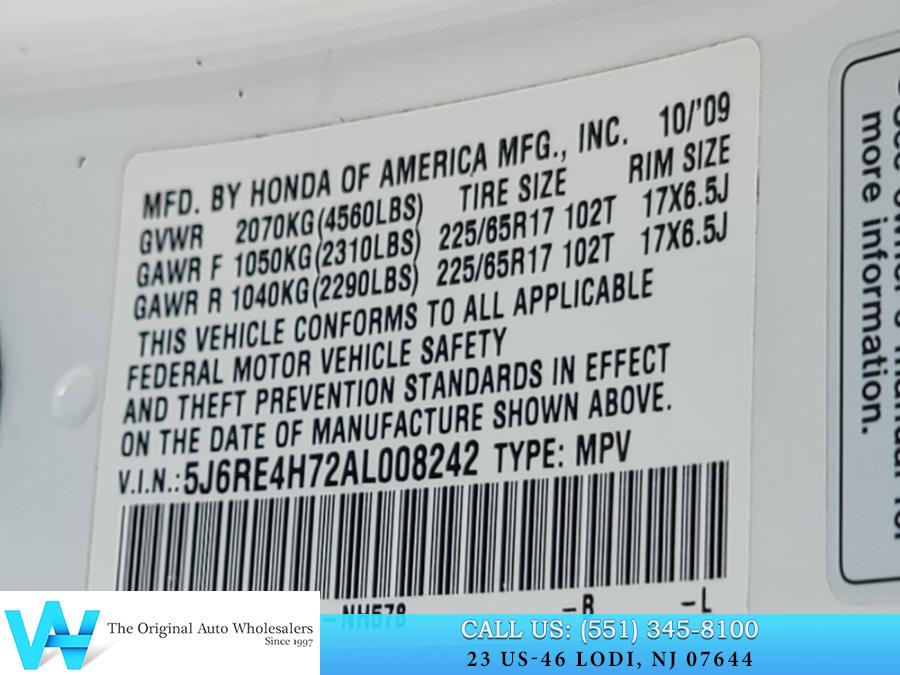 MFD. BY HONDA OF AMERICA MFG., INC. 10/'09
GVWR 2070KG(4560LBS) TIRE SIZE RIM SIZE
GAWR F 1050KG(2310LBS) 225/65R17 102T 17X6.5J
GAWR R 1040KG(2290LBS) 225/65R17 102T 17X6.5J
THIS VEHICLE CONFORMS TO ALL APPLICABLE
FEDERAL MOTOR VEHICLE SAFETY
AND THEFT PREVENTION STANDARDS IN EFFECT
ON THE DATE OF MANUFACTURE SHOWN ABOVE.
V.I.N.: 5J6RE4H72AL008242 TYPE: MPV
-NH578 -B -L
more information.
The Original Auto Wholesalers
Since 1997
CALL US: (551) 345-8100
23 US-46 LODI, NJ 07644